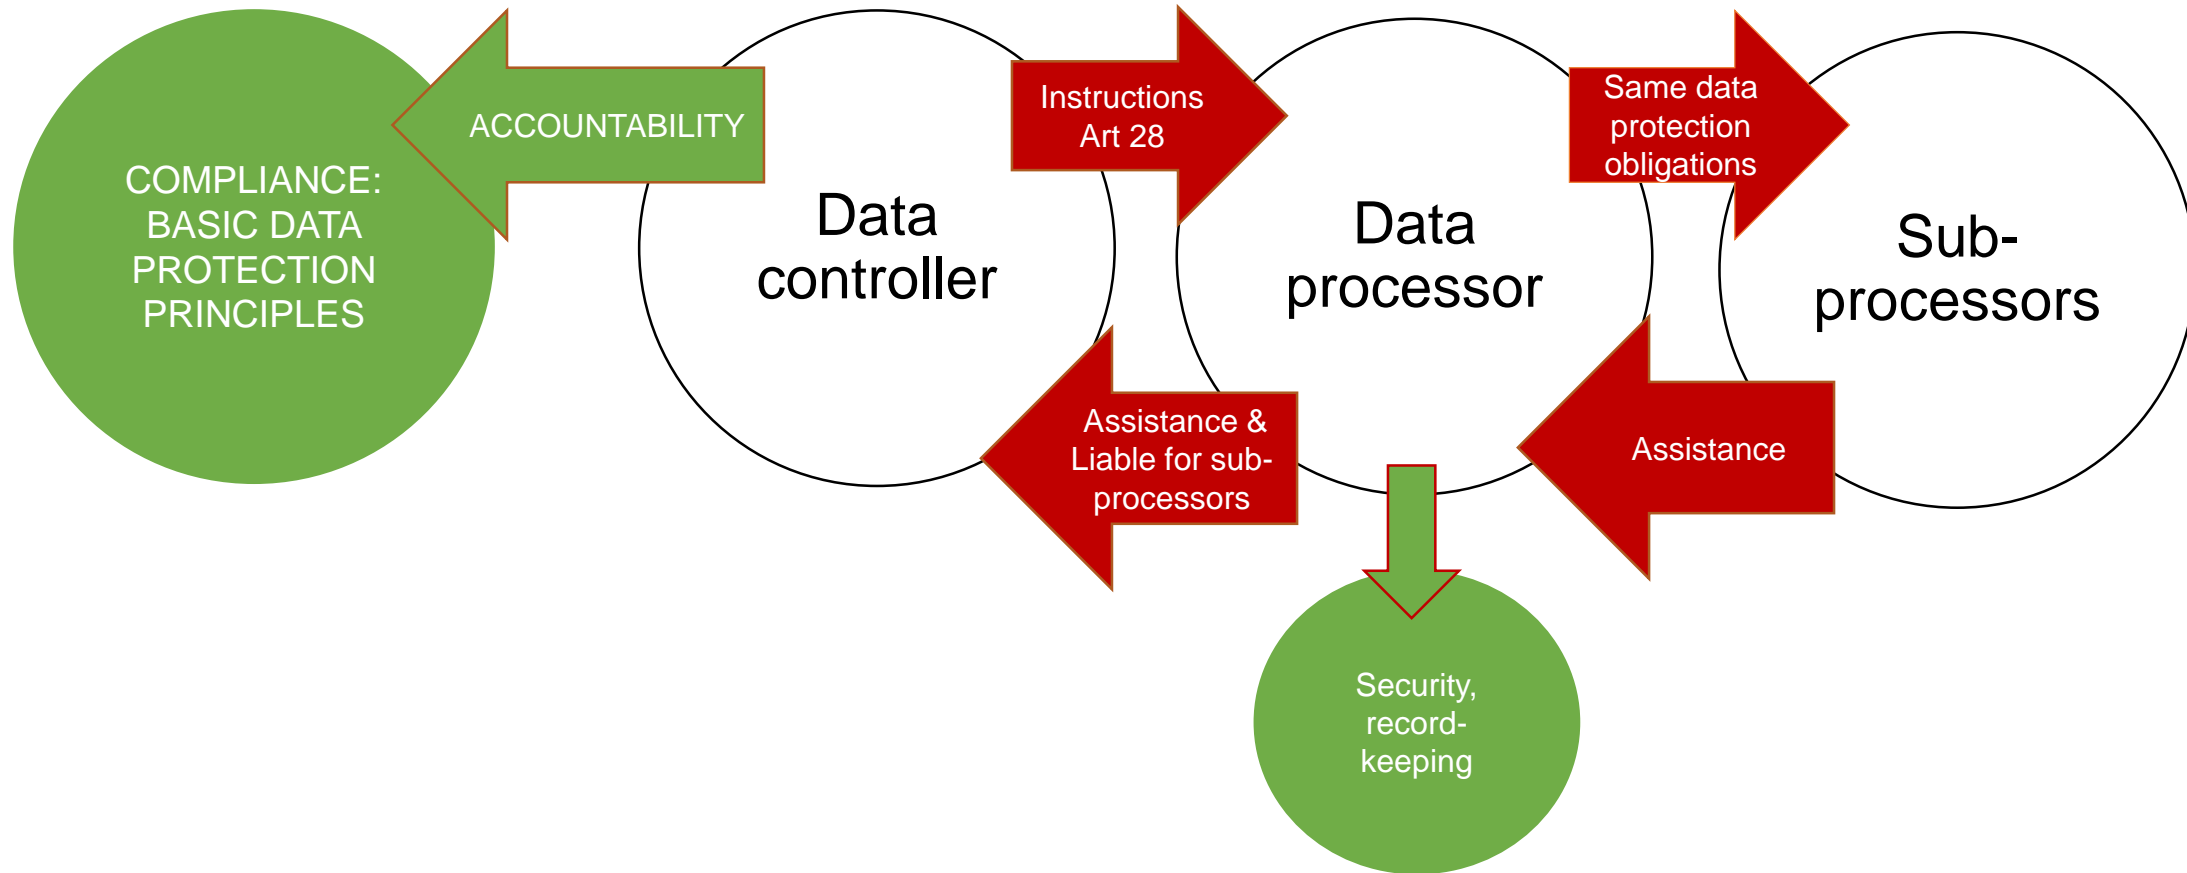 COMPLIANCE:
BASIC DATA
PROTECTION
PRINCIPLES
ACCOUNTABILITY
Data
controller
Instructions
Art 28
Data
processor
Same data
protection
obligations
Sub-
processors
Assistance &
Liable for sub-
processors
Assistance
Security,
record-
keeping